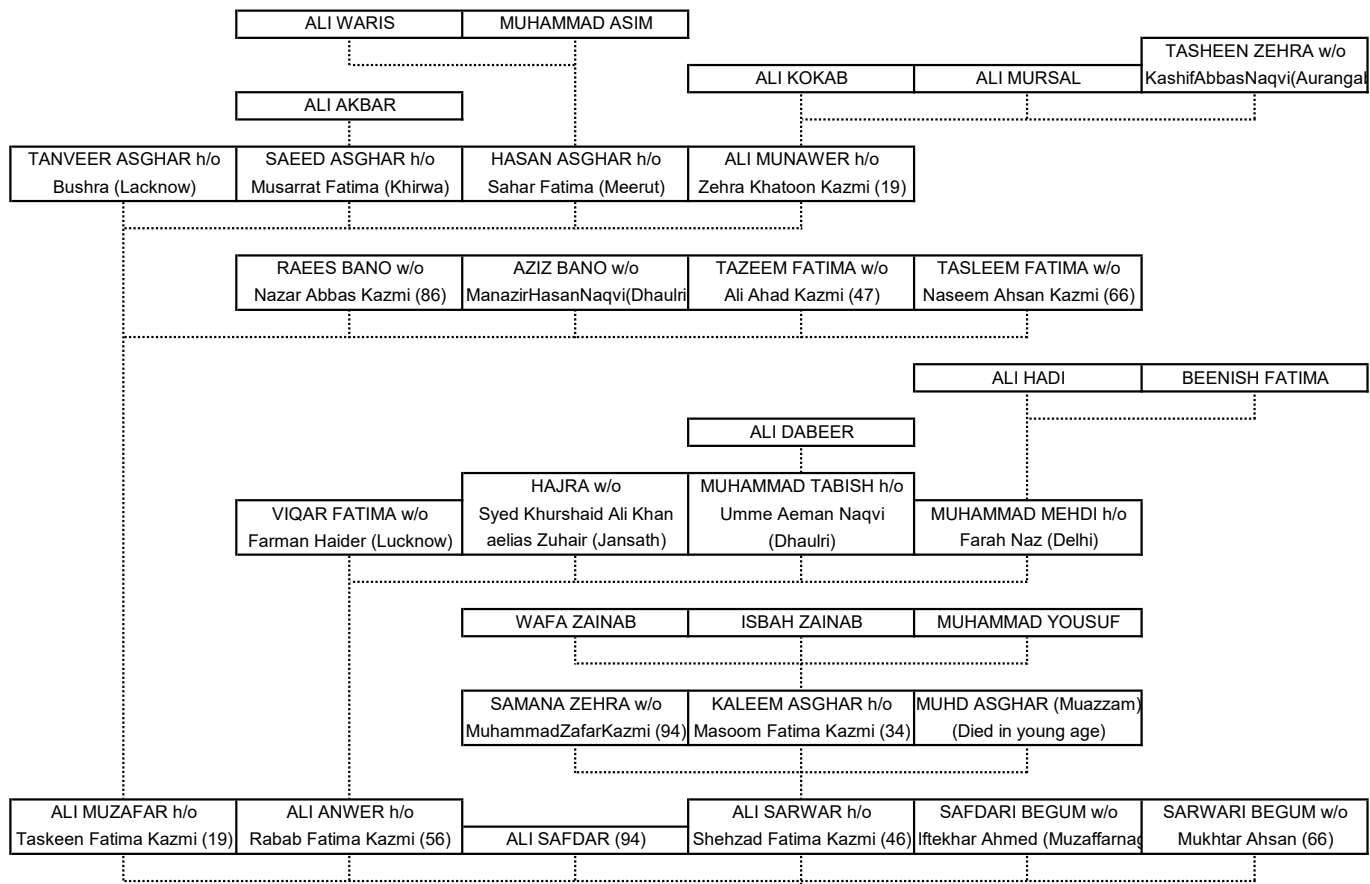 ALI WARIS
MUHAMMAD ASIM
TASHEEN ZEHRA w/o
KashifAbbasNaqvi(Aurangal
ALI KOKAB
ALI MURSAL
ALI AKBAR
TANVEER ASGHAR h/o
Bushra (Lacknow)
SAEED ASGHAR h/o
Musarrat Fatima (Khirwa)
HASAN ASGHAR h/o
Sahar Fatima (Meerut)
ALI MUNAWER h/o
Zehra Khatoon Kazmi (19)
RAEES BANO w/o
Nazar Abbas Kazmi (86)
AZIZ BANO w/o
ManazirHasanNaqvi(Dhaulri
TAZEEM FATIMA w/o
Ali Ahad Kazmi (47)
TASLEEM FATIMA w/o
Naseem Ahsan Kazmi (66)
ALI HADI
BEENISH FATIMA
ALI DABEER
VIQAR FATIMA w/o
Farman Haider (Lucknow)
HAJRA w/o
Syed Khurshaid Ali Khan
aelias Zuhair (Jansath)
MUHAMMAD TABISH h/o
Umme Aeman Naqvi
(Dhaulri)
MUHAMMAD MEHDI h/o
Farah Naz (Delhi)
WAFA ZAINAB
ISBAH ZAINAB
MUHAMMAD YOUSUF
SAMANA ZEHRA w/o
MuhammadZafarKazmi (94)
KALEEM ASGHAR h/o
Masoom Fatima Kazmi (34)
MUHD ASGHAR (Muazzam)
(Died in young age)
ALI MUZAFAR h/o
Taskeen Fatima Kazmi (19)
ALI ANWER h/o
Rabab Fatima Kazmi (56)
ALI SAFDAR (94)
ALI SARWAR h/o
Shehzad Fatima Kazmi (46)
SAFDARI BEGUM w/o
Iftekhar Ahmed (Muzaffarnag
SARWARI BEGUM w/o
Mukhtar Ahsan (66)